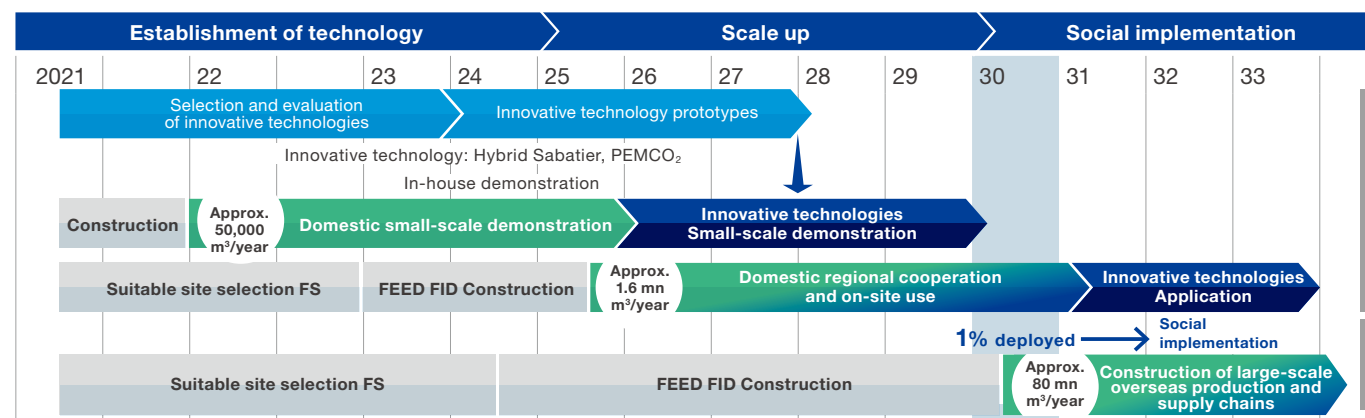 Establishment of technology
Scale up
Social implementation
2021 22 23 24 25 26 27 28 29 30 31 32 33
Selection and evaluation
of innovative technologies
Innovative technology prototypes
Innovative technology: Hybrid Sabatier, PEMCO₂
In-house demonstration
Construction
Approx.
50,000
m³/year
Domestic small-scale demonstration
Innovative technologies
Small-scale demonstration
Suitable site selection FS
FEED FID Construction
Approx.
1.6 mn
m³/year
Domestic regional cooperation
and on-site use
Innovative technologies
Application
1% deployed
Social
implementation
Suitable site selection FS
FEED FID Construction
Approx.
80 mn
m³/year
Construction of large-scale
overseas production and
supply chains